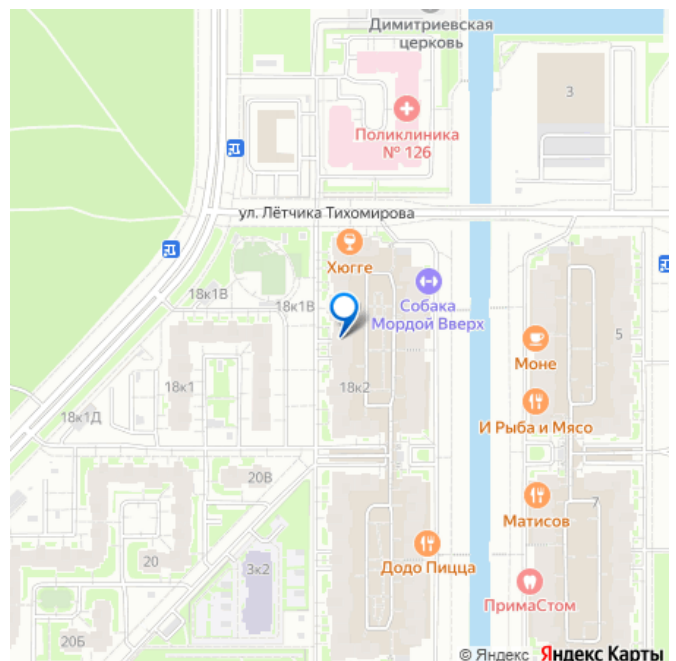 Димитриевская
церковь
3
Поликлиника
№ 126
ул. Лётчика Тихомирова
Хюгге
18к1В
18к1В
Собака
Мордой Вверх
5
Моне
18к1
18к2
18к1Д
И Рыба и Мясо
20В
7
Матисов
20
3к2
Додо Пицца
ПримаСтом
20Б
© Яндекс Яндекс Карты